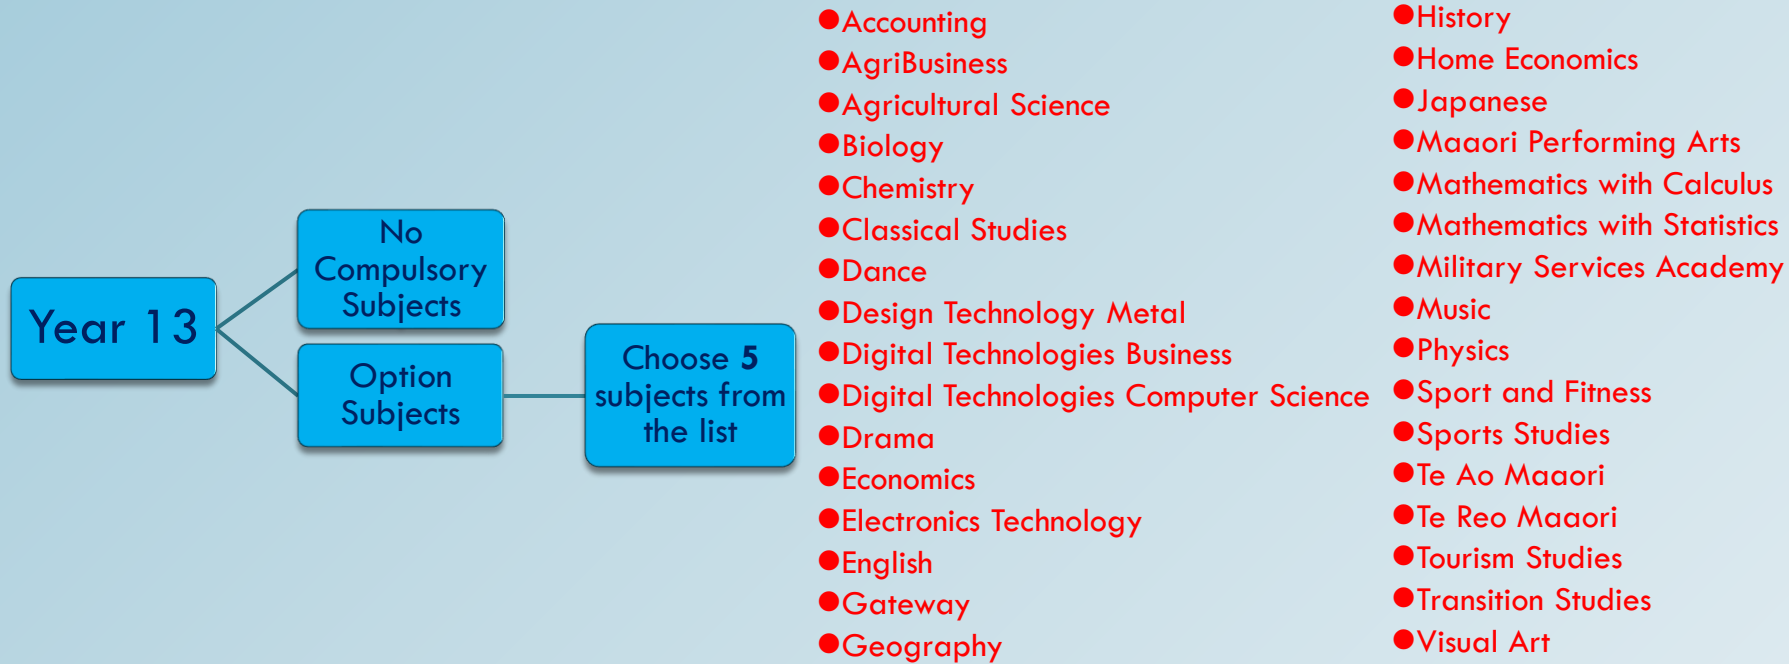 Year 13
No
Compulsory
Subjects
Option
Subjects
Choose 5
subjects from
the list
●Accounting
●AgriBusiness
●Agricultural Science
●Biology
●Chemistry
●Classical Studies
●Dance
●Design Technology Metal
●Digital Technologies Business
●Digital Technologies Computer Science
●Drama
●Economics
●Electronics Technology
●English
●Gateway
●Geography
●History
●Home Economics
●Japanese
●Maaori Performing Arts
●Mathematics with Calculus
●Mathematics with Statistics
●Military Services Academy
●Music
●Physics
●Sport and Fitness
●Sports Studies
●Te Ao Maaori
●Te Reo Maaori
●Tourism Studies
●Transition Studies
●Visual Art